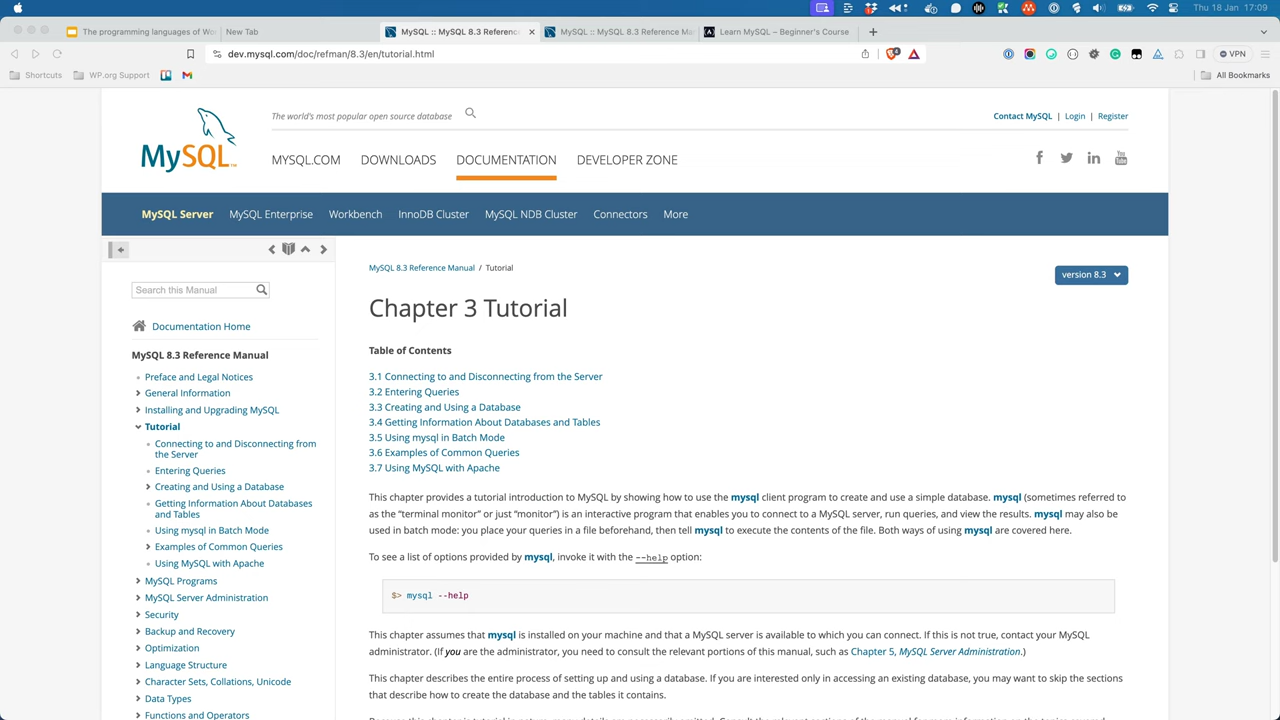 Thu 18 Jan 17:09
The programming languages of Wo
New Tab
MySQL :: MySQL 8.3 Referenc
MySQL :: MySQL 8.3 Reference Ma
Learn MySQL – Beginner's Course
dev.mysql.com/doc/refman/8.3/en/tutorial.html
4
VPN
Shortcuts
WP.org Support
All Bookmarks
MySQL™
The world's most popular open source database
Contact MySQL | Login | Register
MYSQL.COM
DOWNLOADS
DOCUMENTATION
DEVELOPER ZONE
You Tube
MySQL Server
MySQL Enterprise
Workbench
InnoDB Cluster
MySQL NDB Cluster
Connectors
More
Search this Manual
Documentation Home
MySQL 8.3 Reference Manual
Preface and Legal Notices
General Information
Installing and Upgrading MySQL
Tutorial
Connecting to and Disconnecting from
the Server
Entering Queries
Creating and Using a Database
Getting Information About Databases
and Tables
Using mysql in Batch Mode
Examples of Common Queries
Using MySQL with Apache
MySQL Programs
MySQL Server Administration
Security
Backup and Recovery
Optimization
Language Structure
Character Sets, Collations, Unicode
Data Types
Functions and Operators
MySQL 8.3 Reference Manual / Tutorial
version 8.3
Chapter 3 Tutorial
Table of Contents
3.1 Connecting to and Disconnecting from the Server
3.2 Entering Queries
3.3 Creating and Using a Database
3.4 Getting Information About Databases and Tables
3.5 Using mysql in Batch Mode
3.6 Examples of Common Queries
3.7 Using MySQL with Apache
This chapter provides a tutorial introduction to MySQL by showing how to use the mysql client program to create and use a simple database. mysql (sometimes referred to
as the “terminal monitor” or just “monitor”) is an interactive program that enables you to connect to a MySQL server, run queries, and view the results. mysql may also be
used in batch mode: you place your queries in a file beforehand, then tell mysql to execute the contents of the file. Both ways of using mysql are covered here.
To see a list of options provided by mysql, invoke it with the --help option:
$> mysql --help
This chapter assumes that mysql is installed on your machine and that a MySQL server is available to which you can connect. If this is not true, contact your MySQL
administrator. (If you are the administrator, you need to consult the relevant portions of this manual, such as Chapter 5, MySQL Server Administration.)
This chapter describes the entire process of setting up and using a database. If you are interested only in accessing an existing database, you may want to skip the sections
that describe how to create the database and the tables it contains.